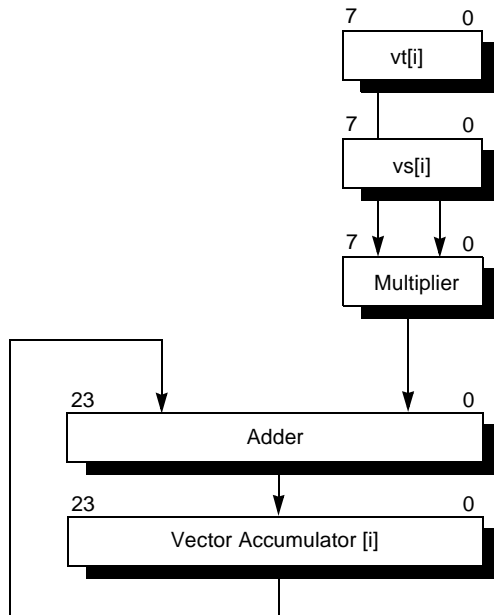 7 0
vt[i]
7 0
vs[i]
7 0
Multiplier
23 0
Adder
23 0
Vector Accumulator [i]